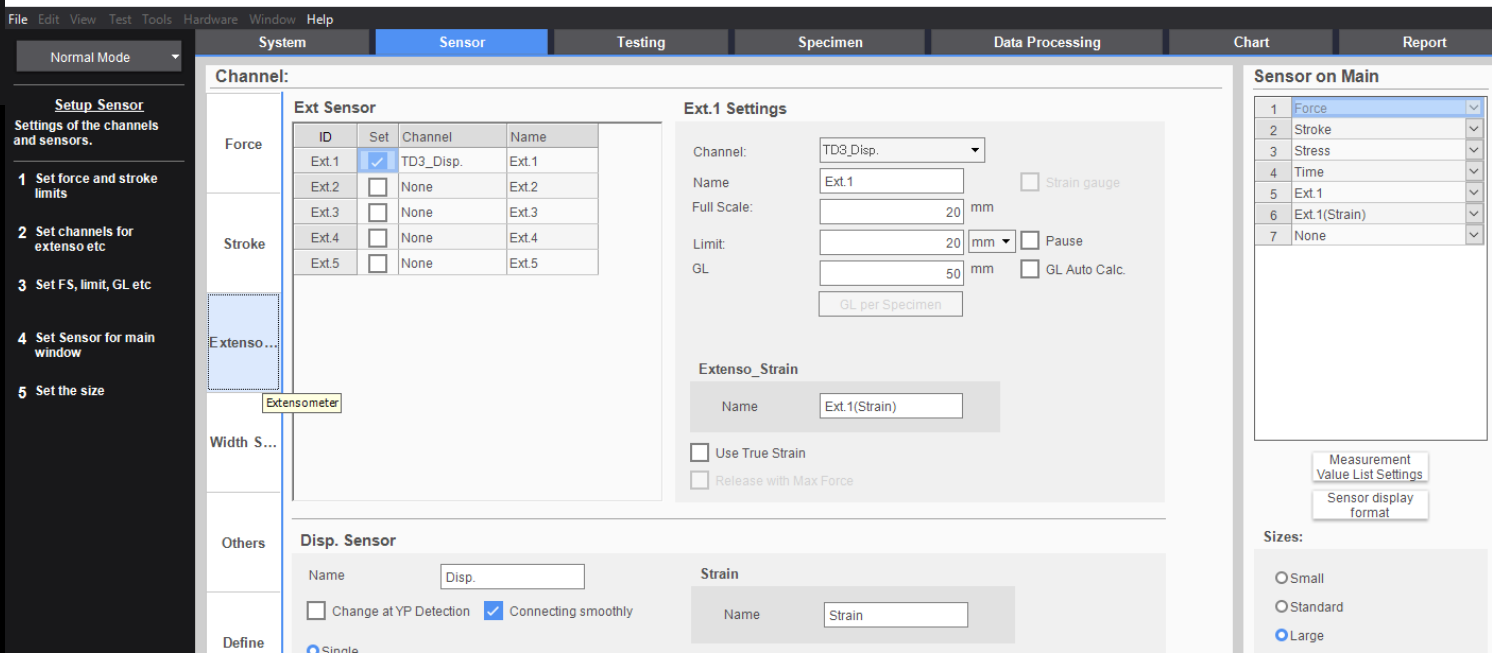 File Edit View Test Tools Hardware Window Help
Normal Mode
System Sensor Testing Specimen Data Processing Chart Report
Setup Sensor
Settings of the channels
and sensors.
1 Set force and stroke
limits
2 Set channels for
extenso etc
3 Set FS, limit, GL etc
4 Set Sensor for main
window
5 Set the size
Channel:
Force
Stroke
Extenso...
Extensometer
Width S...
Others
Define
Ext Sensor
ID Set Channel Name
Ext.1 TD3_Disp. Ext.1
Ext.2 None Ext.2
Ext.3 None Ext.3
Ext.4 None Ext.4
Ext.5 None Ext.5
Ext.1 Settings
Channel: TD3_Disp.
Name Ext.1 Strain gauge
Full Scale: 20 mm
Limit: 20 mm Pause
GL 50 mm GL Auto Calc.
GL per Specimen
Extenso_Strain
Name Ext.1(Strain)
Use True Strain
Release with Max Force
Disp. Sensor
Name Disp.
Change at YP Detection Connecting smoothly
Single
Strain
Name Strain
Sensor on Main
1 Force
2 Stroke
3 Stress
4 Time
5 Ext.1
6 Ext.1(Strain)
7 None
Measurement
Value List Settings
Sensor display
format
Sizes:
Small
Standard
Large